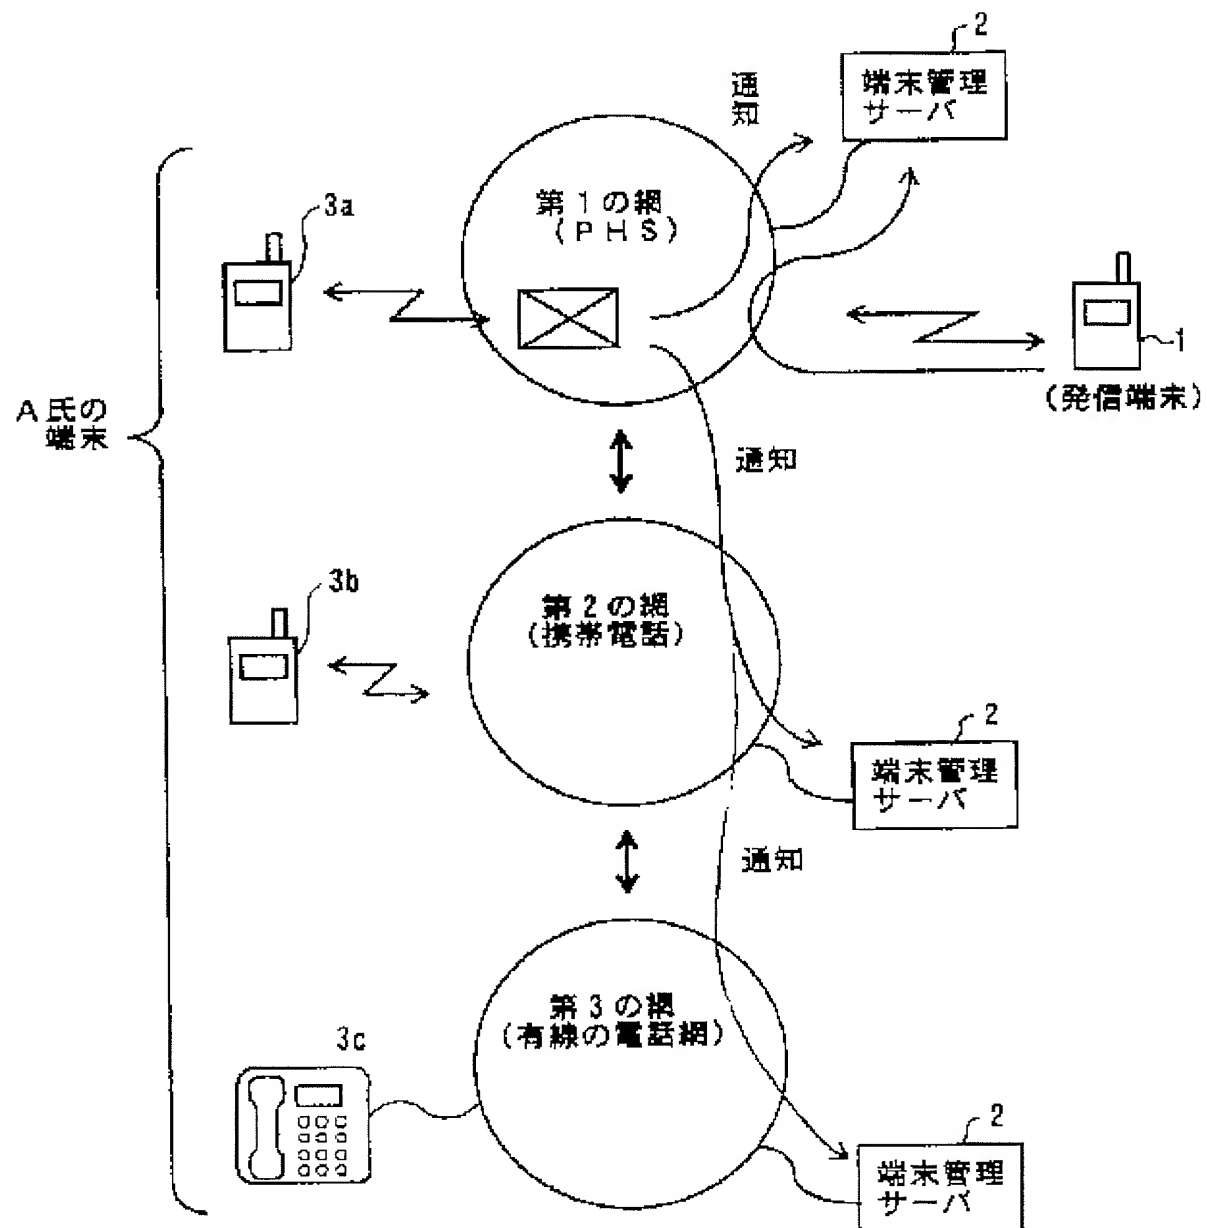 2
端末管理
サーバ
通
知
第1の網
(PHS)
3a
1
(発信端末)
A氏の
端末
通知
3b
第2の網
(携帯電話)
2
端末管理
サーバ
通知
第3の網
(有線の電話網)
3c
2
端末管理
サーバ